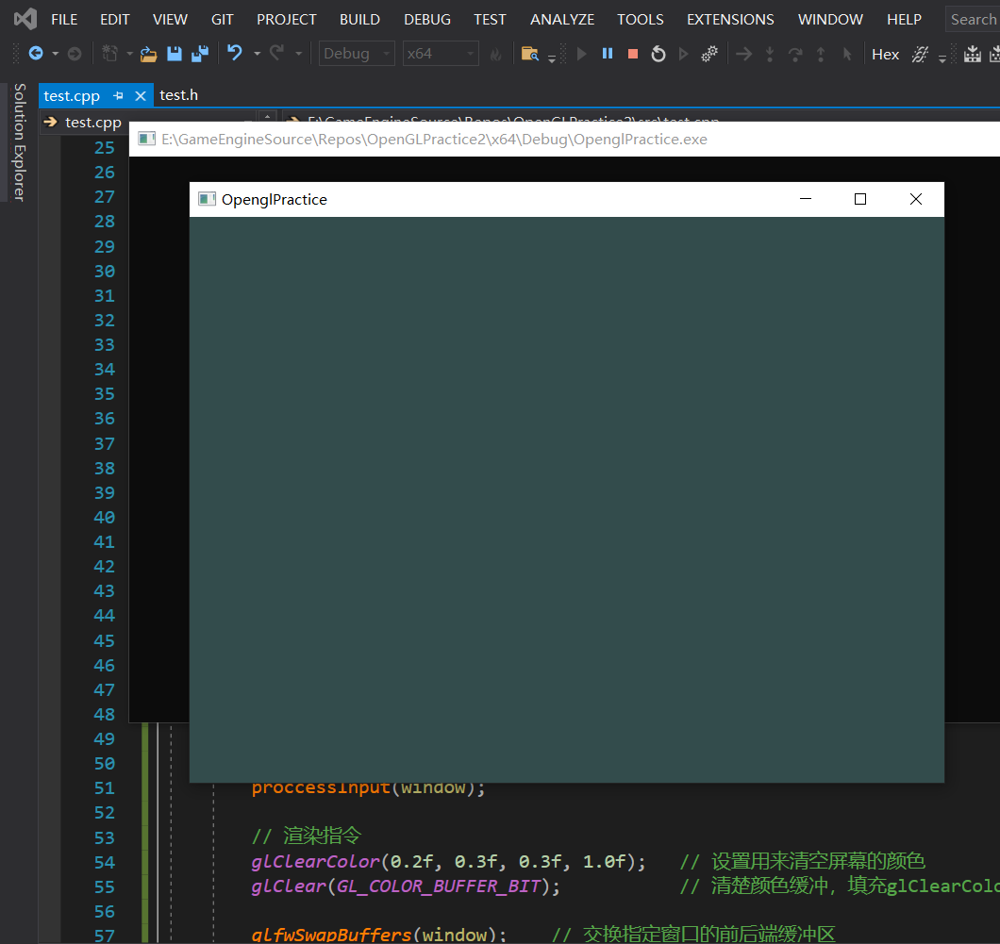 FILE EDIT VIEW GIT PROJECT BUILD DEBUG TEST ANALYZE TOOLS EXTENSIONS WINDOW HELP Search
Debug x64 Hex
Solution Explorer
test.cpp test.h
test.cpp E:\GameEngineSource\Repos\OpenGLPractice2\src\test.cpp
E:\GameEngineSource\Repos\OpenGLPractice2\x64\Debug\OpenglPractice.exe
OpenglPractice
25
26
27
28
29
30
31
32
33
34
35
36
37
38
39
40
41
42
43
44
45
46
47
48
49
50
51 proccessInput(window);
52
53 // 渲染指令
54 glClearColor(0.2f, 0.3f, 0.3f, 1.0f); // 设置用来清空屏幕的颜色
55 glClear(GL_COLOR_BUFFER_BIT); // 清楚颜色缓冲，填充glClearColo
56
57 glfwSwapBuffers(window); // 交换指定窗口的前后端缓冲区